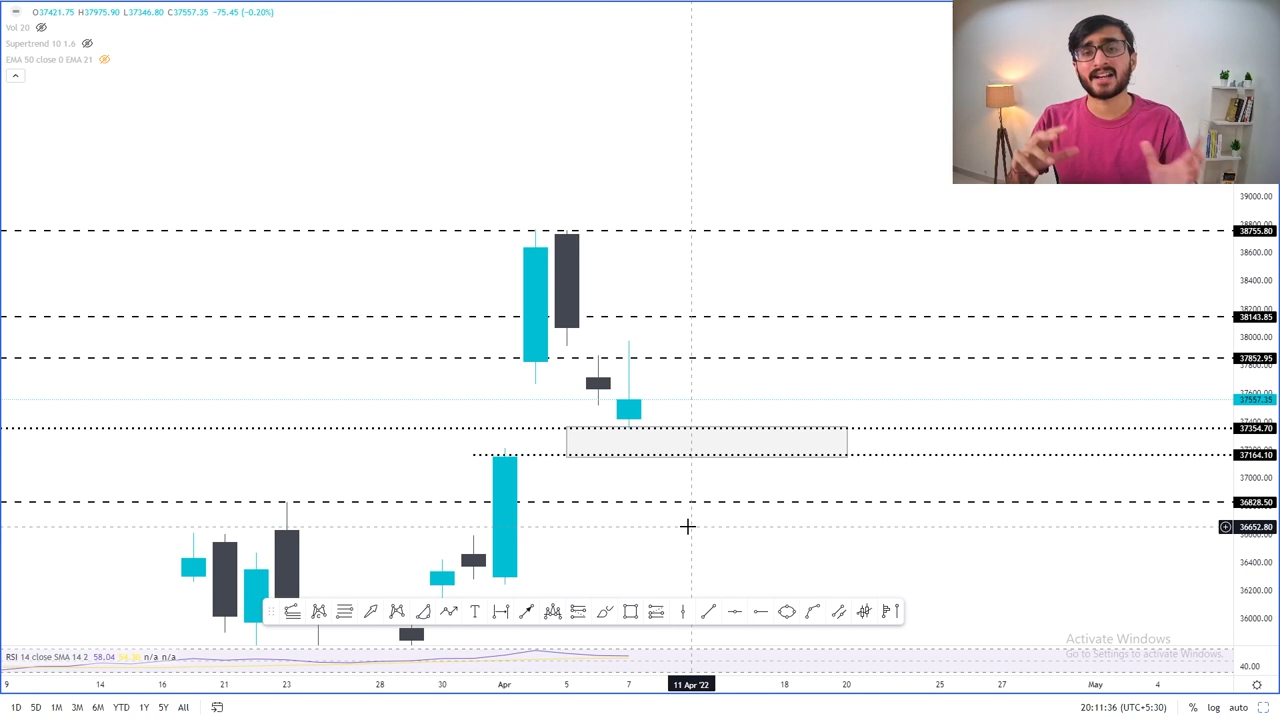 O37421.75 H37975.90 L37346.80 C37557.35 −75.45 (−0.20%)
Vol 20
Supertrend 10 1.6
EMA 50 close 0 EMA 21
39000.00
38755.80
38600.00
38400.00
38143.85
38000.00
37852.95
37557.35
37354.70
37164.10
37000.00
36828.50
36652.80
36400.00
36200.00
36000.00
Activate Windows
Go to Settings to activate Windows.
RSI 14 close SMA 14 2 58.04 n/a n/a
40.00
9 14 16 21 23 28 30 Apr 5 7 11 Apr '22 18 20 25 27 May 4
1D 5D 1M 3M 6M YTD 1Y 5Y All 20:11:36 (UTC+5:30) % log auto